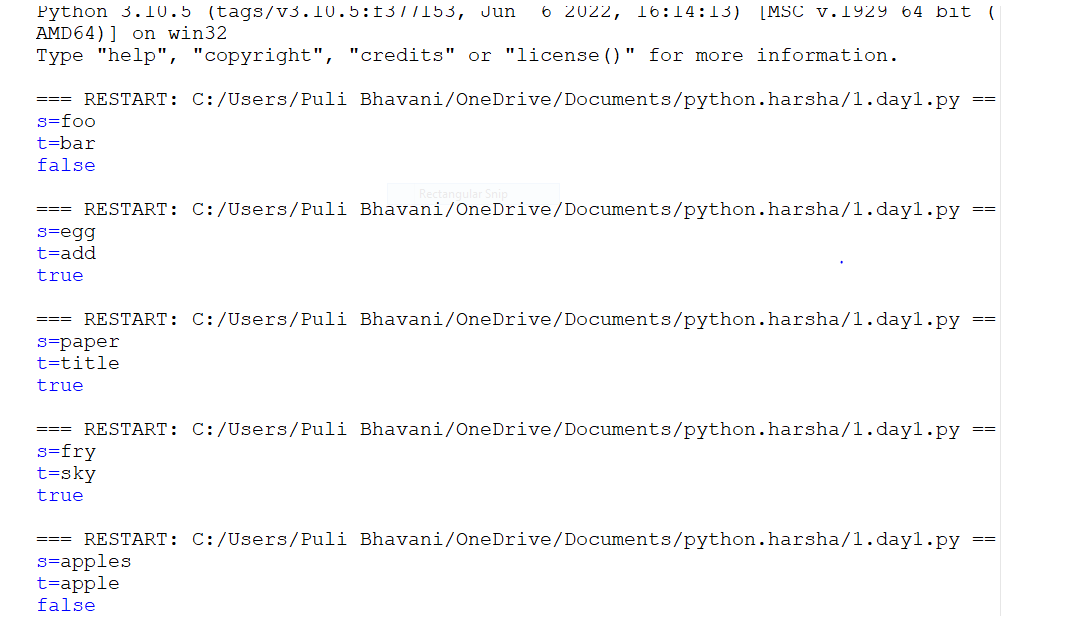 Python 3.10.5 (tags/v3.10.5:f377153, Jun  6 2022, 16:14:13) [MSC v.1929 64 bit (
AMD64)] on win32
Type "help", "copyright", "credits" or "license()" for more information.
=== RESTART: C:/Users/Puli Bhavani/OneDrive/Documents/python.harsha/1.day1.py ==
s=foo
t=bar
false
Rectangular Snip
=== RESTART: C:/Users/Puli Bhavani/OneDrive/Documents/python.harsha/1.day1.py ==
s=egg
t=add
true
=== RESTART: C:/Users/Puli Bhavani/OneDrive/Documents/python.harsha/1.day1.py ==
s=paper
t=title
true
=== RESTART: C:/Users/Puli Bhavani/OneDrive/Documents/python.harsha/1.day1.py ==
s=fry
t=sky
true
=== RESTART: C:/Users/Puli Bhavani/OneDrive/Documents/python.harsha/1.day1.py ==
s=apples
t=apple
false